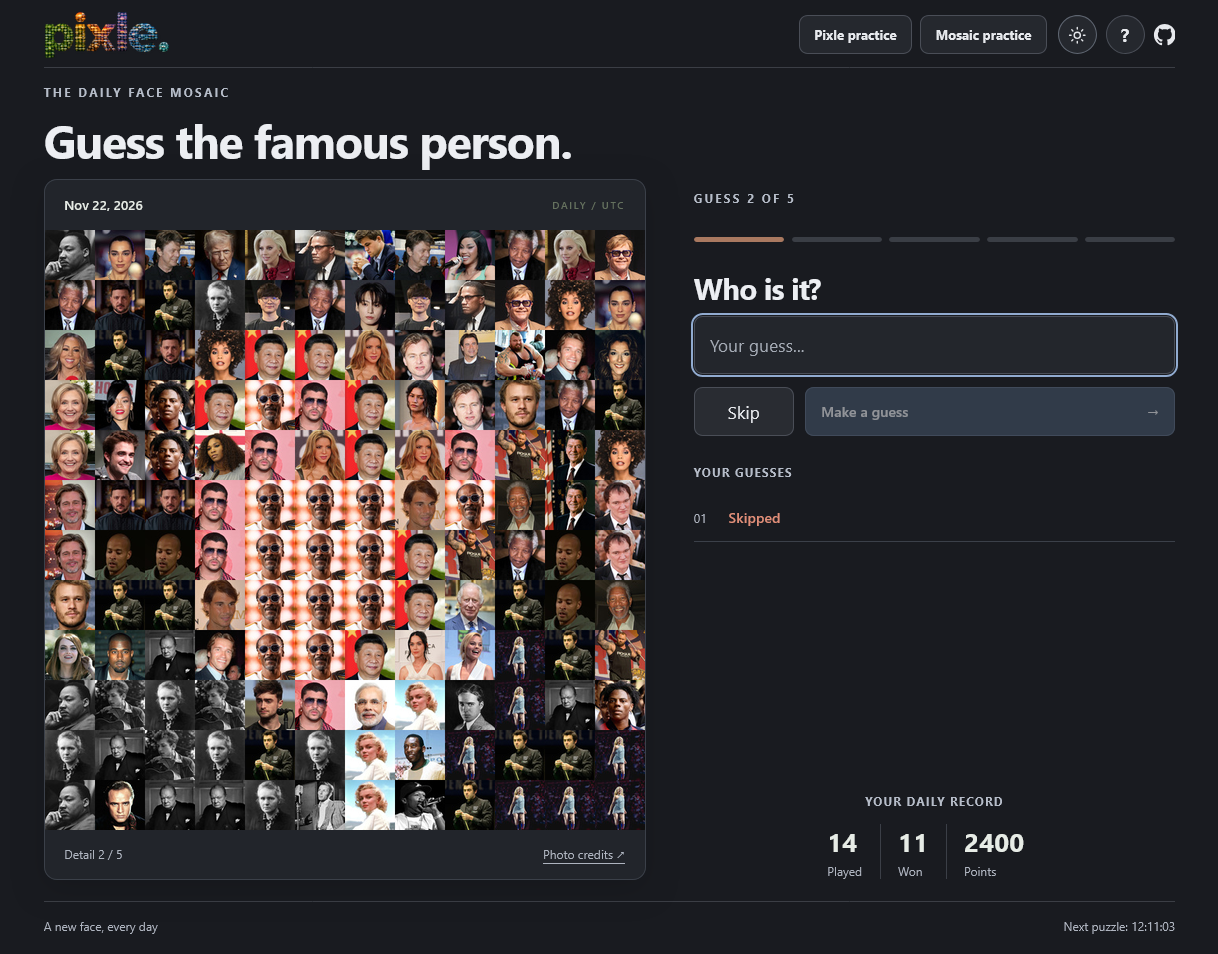 pixle.
Pixle practice
Mosaic practice
?
THE DAILY FACE MOSAIC
Guess the famous person.
Nov 22, 2026
DAILY / UTC
GUESS 2 OF 5
Who is it?
Your guess...
Skip
Make a guess →
YOUR GUESSES
01 Skipped
Detail 2 / 5
Photo credits ↗
YOUR DAILY RECORD
14 11 2400
Played Won Points
A new face, every day
Next puzzle: 12:11:03